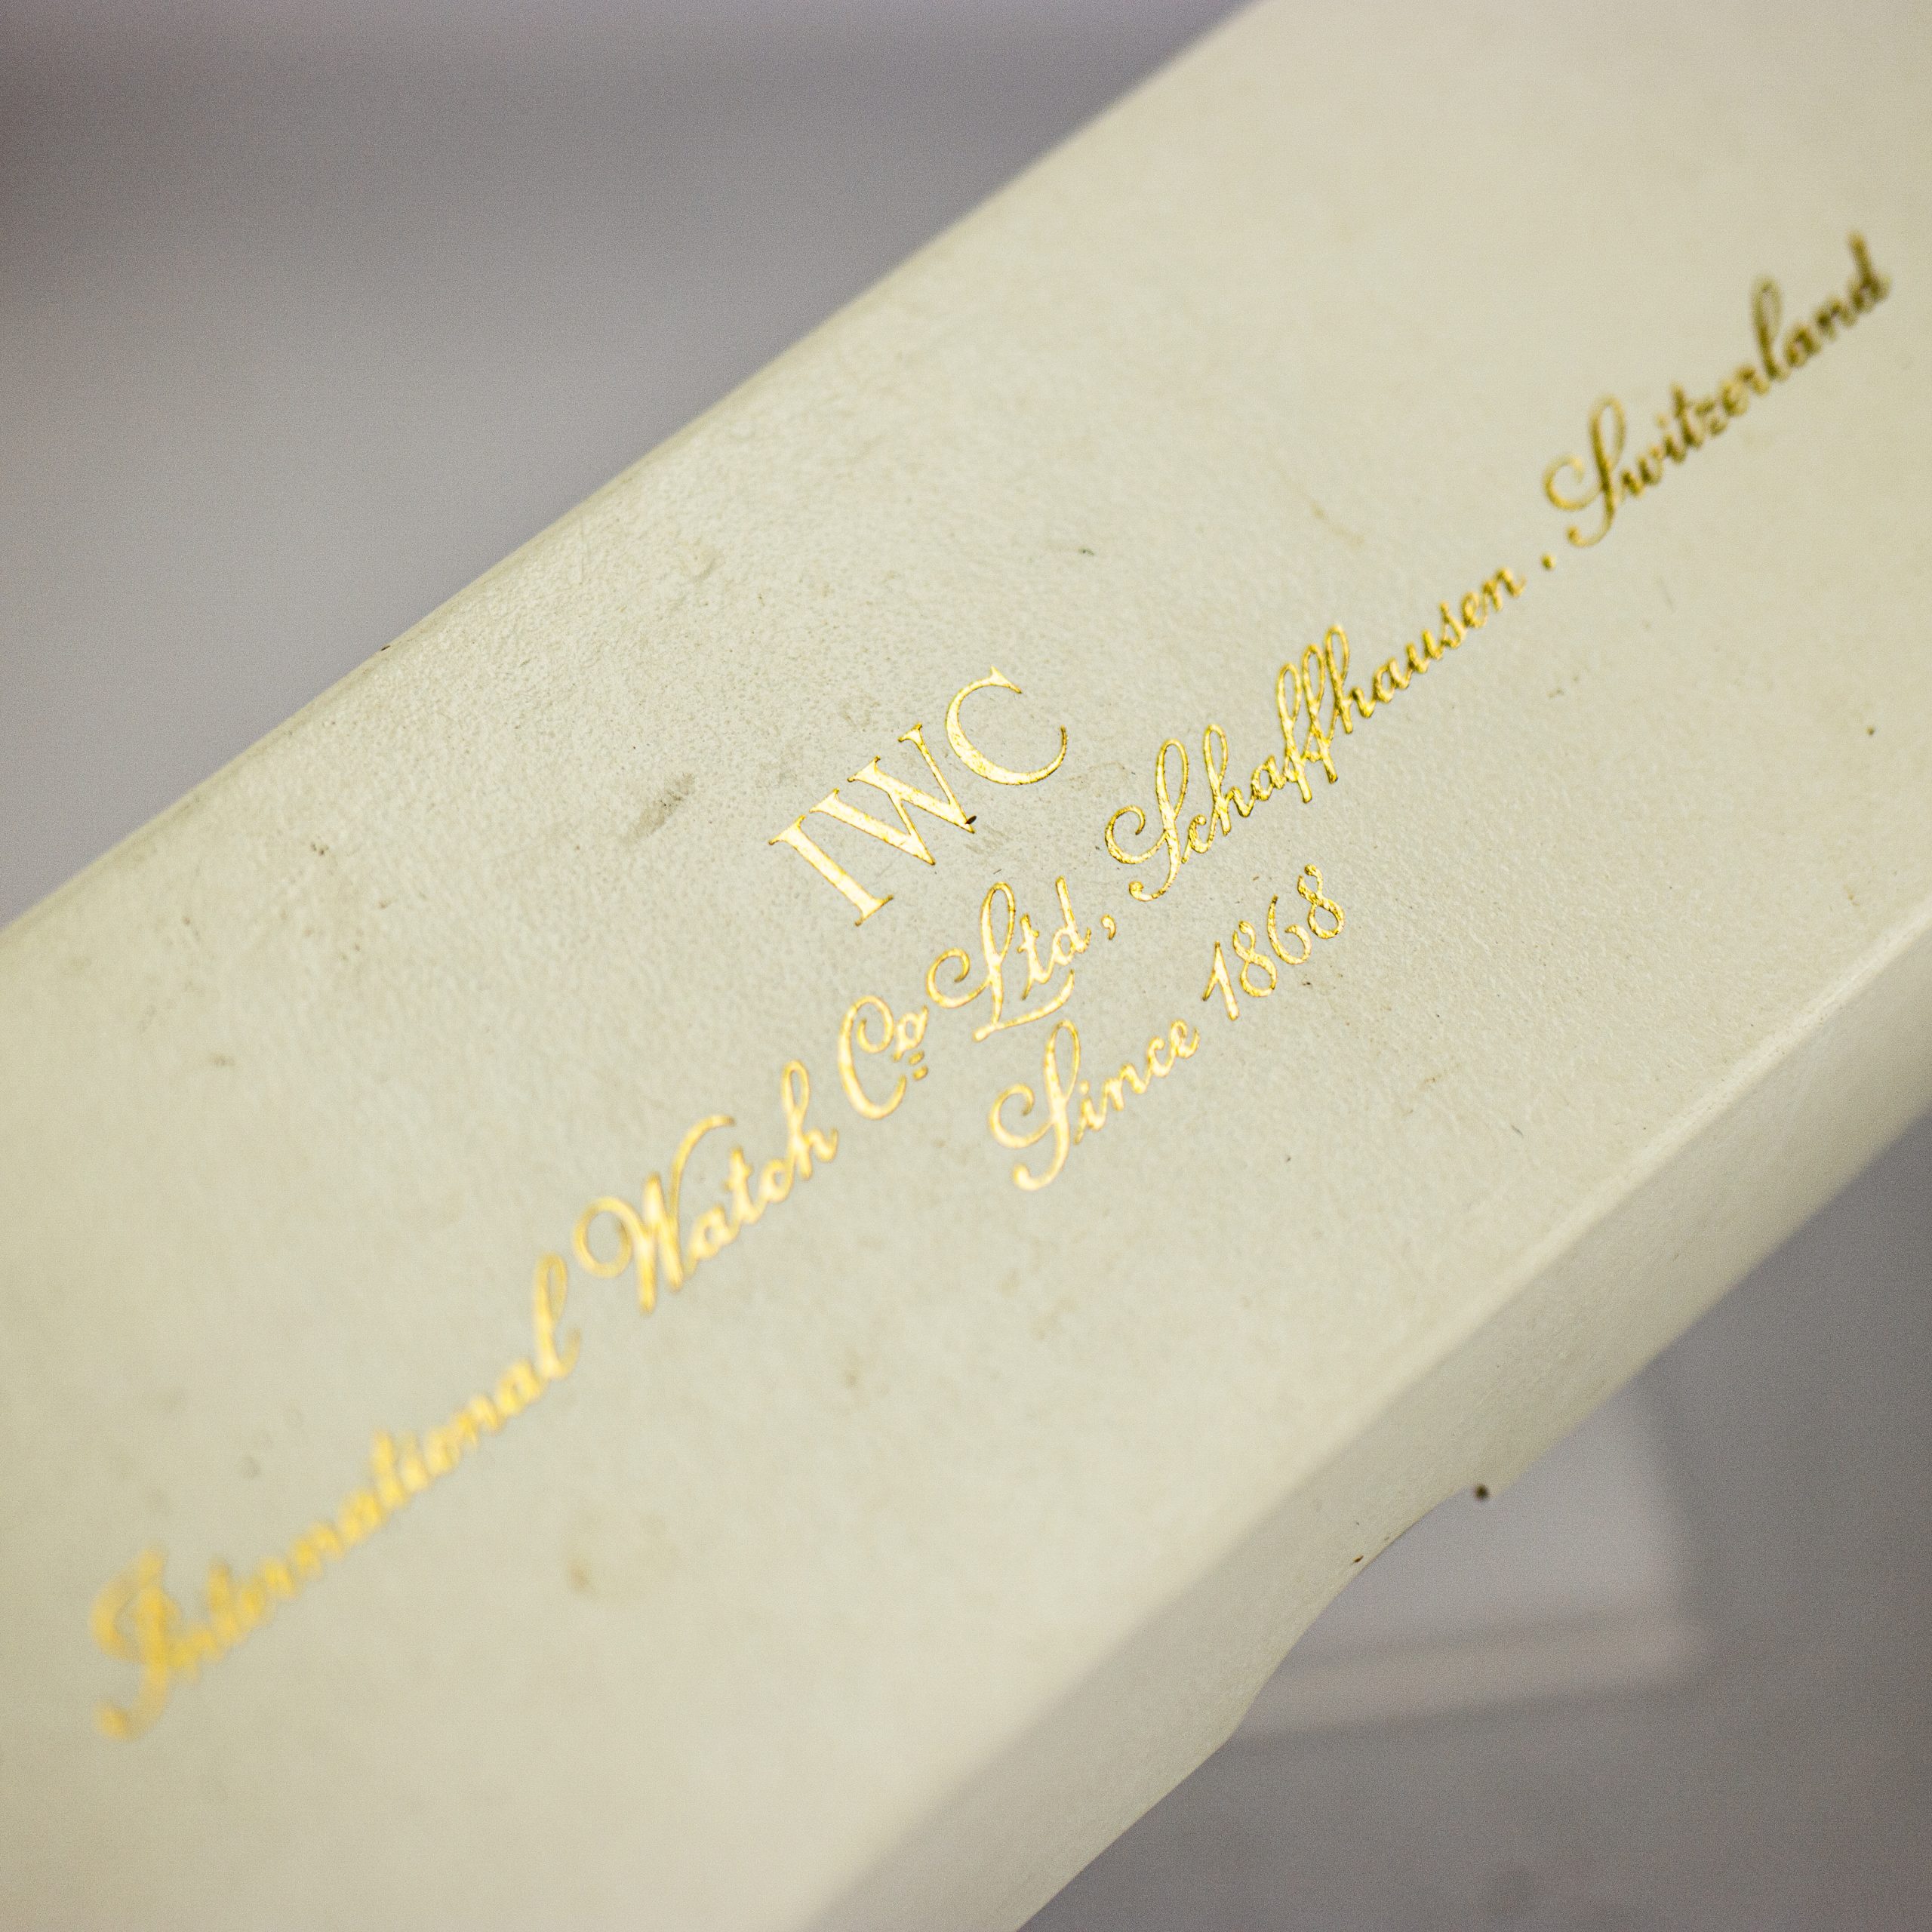 IWC
International Watch Co Ltd, Schaffhausen . Switzerland
Since 1868